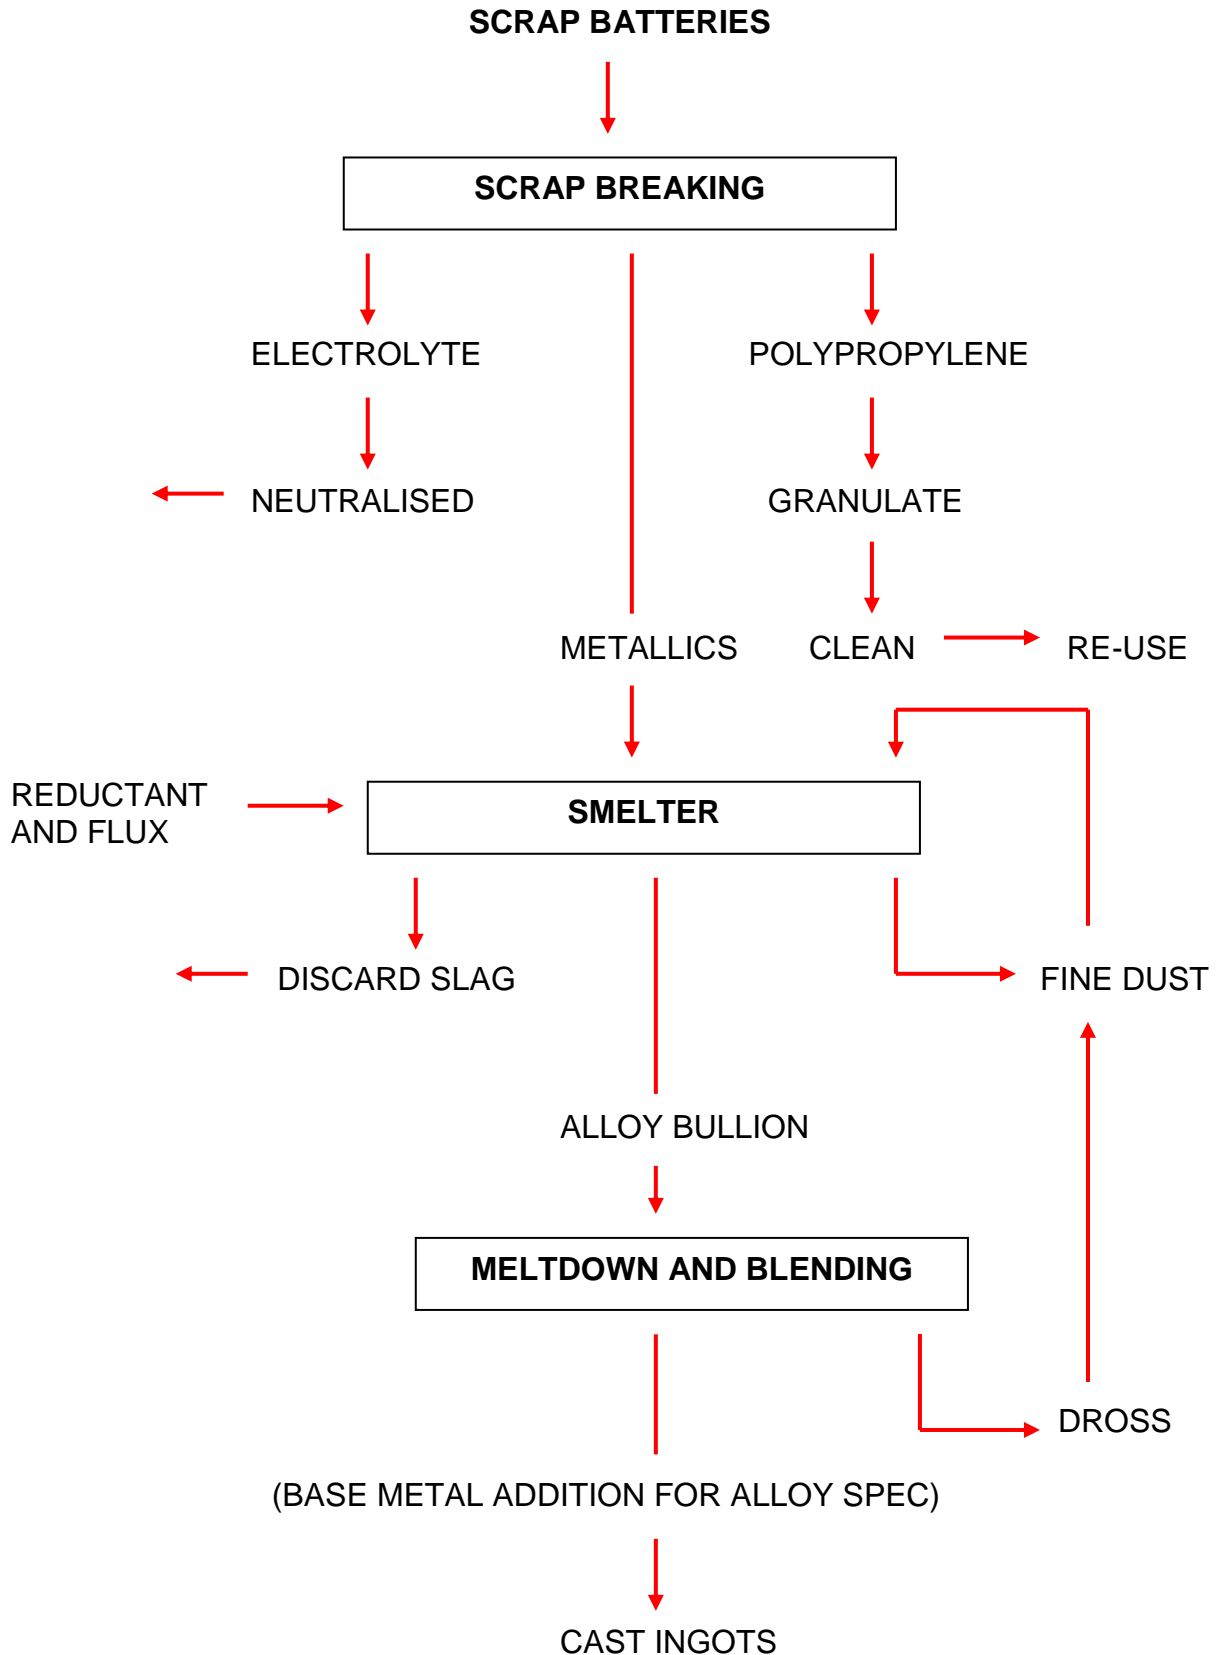 SCRAP BATTERIES
SCRAP BREAKING
ELECTROLYTE
POLYPROPYLENE
NEUTRALISED
GRANULATE
METALLICS
CLEAN
RE-USE
REDUCTANT
AND FLUX
SMELTER
DISCARD SLAG
FINE DUST
ALLOY BULLION
MELTDOWN AND BLENDING
DROSS
(BASE METAL ADDITION FOR ALLOY SPEC)
CAST INGOTS